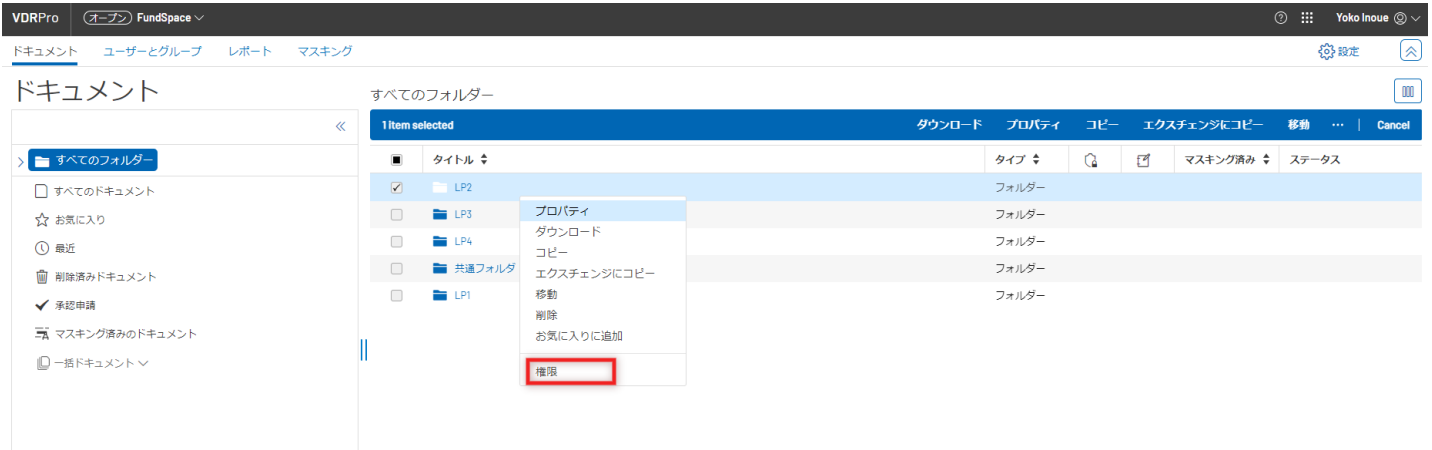 VDRPro オープン FundSpace Yoko Inoue
ドキュメント ユーザーとグループ レポート マスキング 設定
ドキュメント
すべてのフォルダー
1 item selected ダウンロード プロパティ コピー エクスチェンジにコピー 移動 ... | Cancel
すべてのフォルダー
タイトル タイプ マスキング済み ステータス
すべてのドキュメント
LP2 フォルダー
お気に入り
LP3 フォルダー
最近
LP4 フォルダー
削除済みドキュメント
共通フォルダ フォルダー
承認申請
LP1 フォルダー
マスキング済みのドキュメント
一括ドキュメント
プロパティ
ダウンロード
コピー
エクスチェンジにコピー
移動
削除
お気に入りに追加
権限